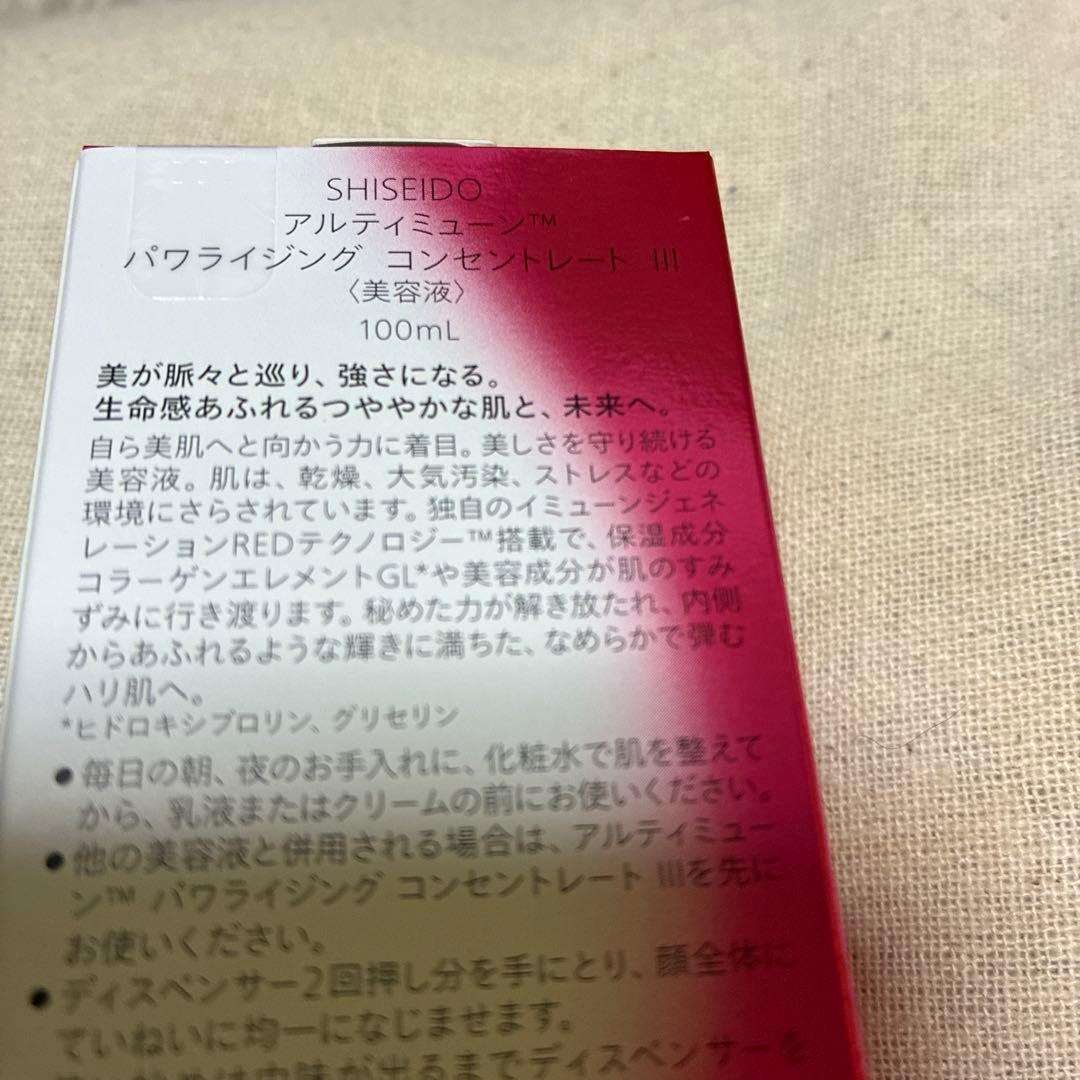 SHISEIDO
アルティミューン™
パワライジング コンセントレート III
〈美容液〉
100mL
美が脈々と巡り、強さになる。
生命感あふれるつややかな肌と、未来へ。
自ら美肌へと向かう力に着目。美しさを守り続ける
美容液。肌は、乾燥、大気汚染、ストレスなどの
環境にさらされています。独自のイミューンジェネ
レーションREDテクノロジー™搭載で、保湿成分
コラーゲンエレメントGL*や美容成分が肌のすみ
ずみに行き渡ります。秘めた力が解き放たれ、内側
からあふれるような輝きに満ちた、なめらかで弾む
ハリ肌へ。
*ヒドロキシプロリン、グリセリン
● 毎日の朝、夜のお手入れに、化粧水で肌を整えて
から、乳液またはクリームの前にお使いください。
● 他の美容液と併用される場合は、アルティミュー
ン™ パワライジング コンセントレート IIIを先に
お使いください。
● ディスペンサー2回押し分を手にとり、顔全体に
ていねいに均一になじませます。
中味が出るまでディスペンサーを